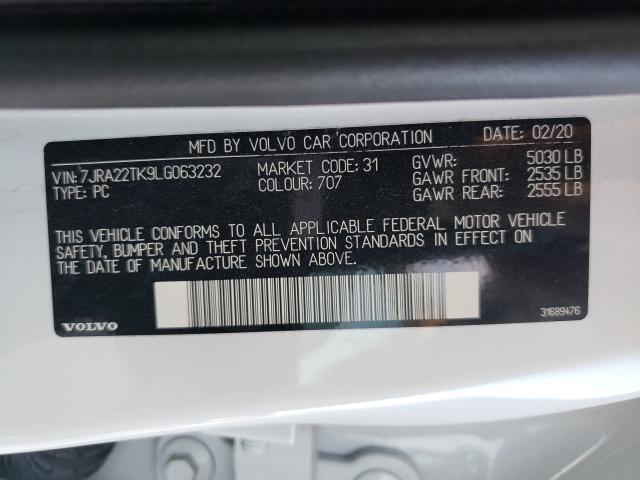 MFD BY VOLVO CAR CORPORATION DATE: 02/20
VIN:7JRA22TK9LG063232 MARKET CODE: 31 GVWR: 5030 LB
TYPE: PC COLOUR: 707 GAWR FRONT: 2535 LB
GAWR REAR: 2555 LB
THIS VEHICLE CONFORMS TO ALL APPLICABLE FEDERAL MOTOR VEHICLE
SAFETY, BUMPER AND THEFT PREVENTION STANDARDS IN EFFECT ON
THE DATE OF MANUFACTURE SHOWN ABOVE.
VOLVO 31689476